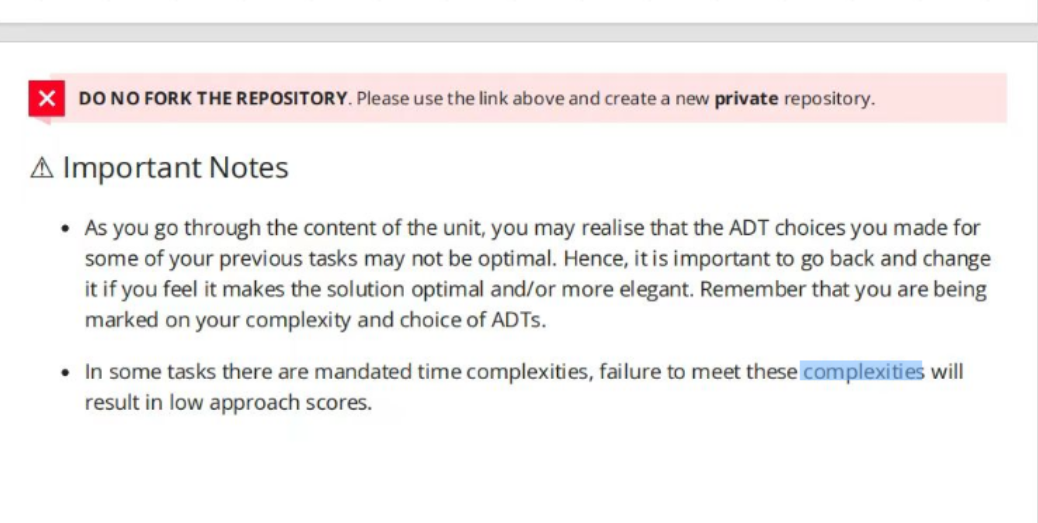 DO NO FORK THE REPOSITORY. Please use the link above and create a new private repository.
⚠ Important Notes
• As you go through the content of the unit, you may realise that the ADT choices you made for
some of your previous tasks may not be optimal. Hence, it is important to go back and change
it if you feel it makes the solution optimal and/or more elegant. Remember that you are being
marked on your complexity and choice of ADTs.
• In some tasks there are mandated time complexities, failure to meet these complexities will
result in low approach scores.